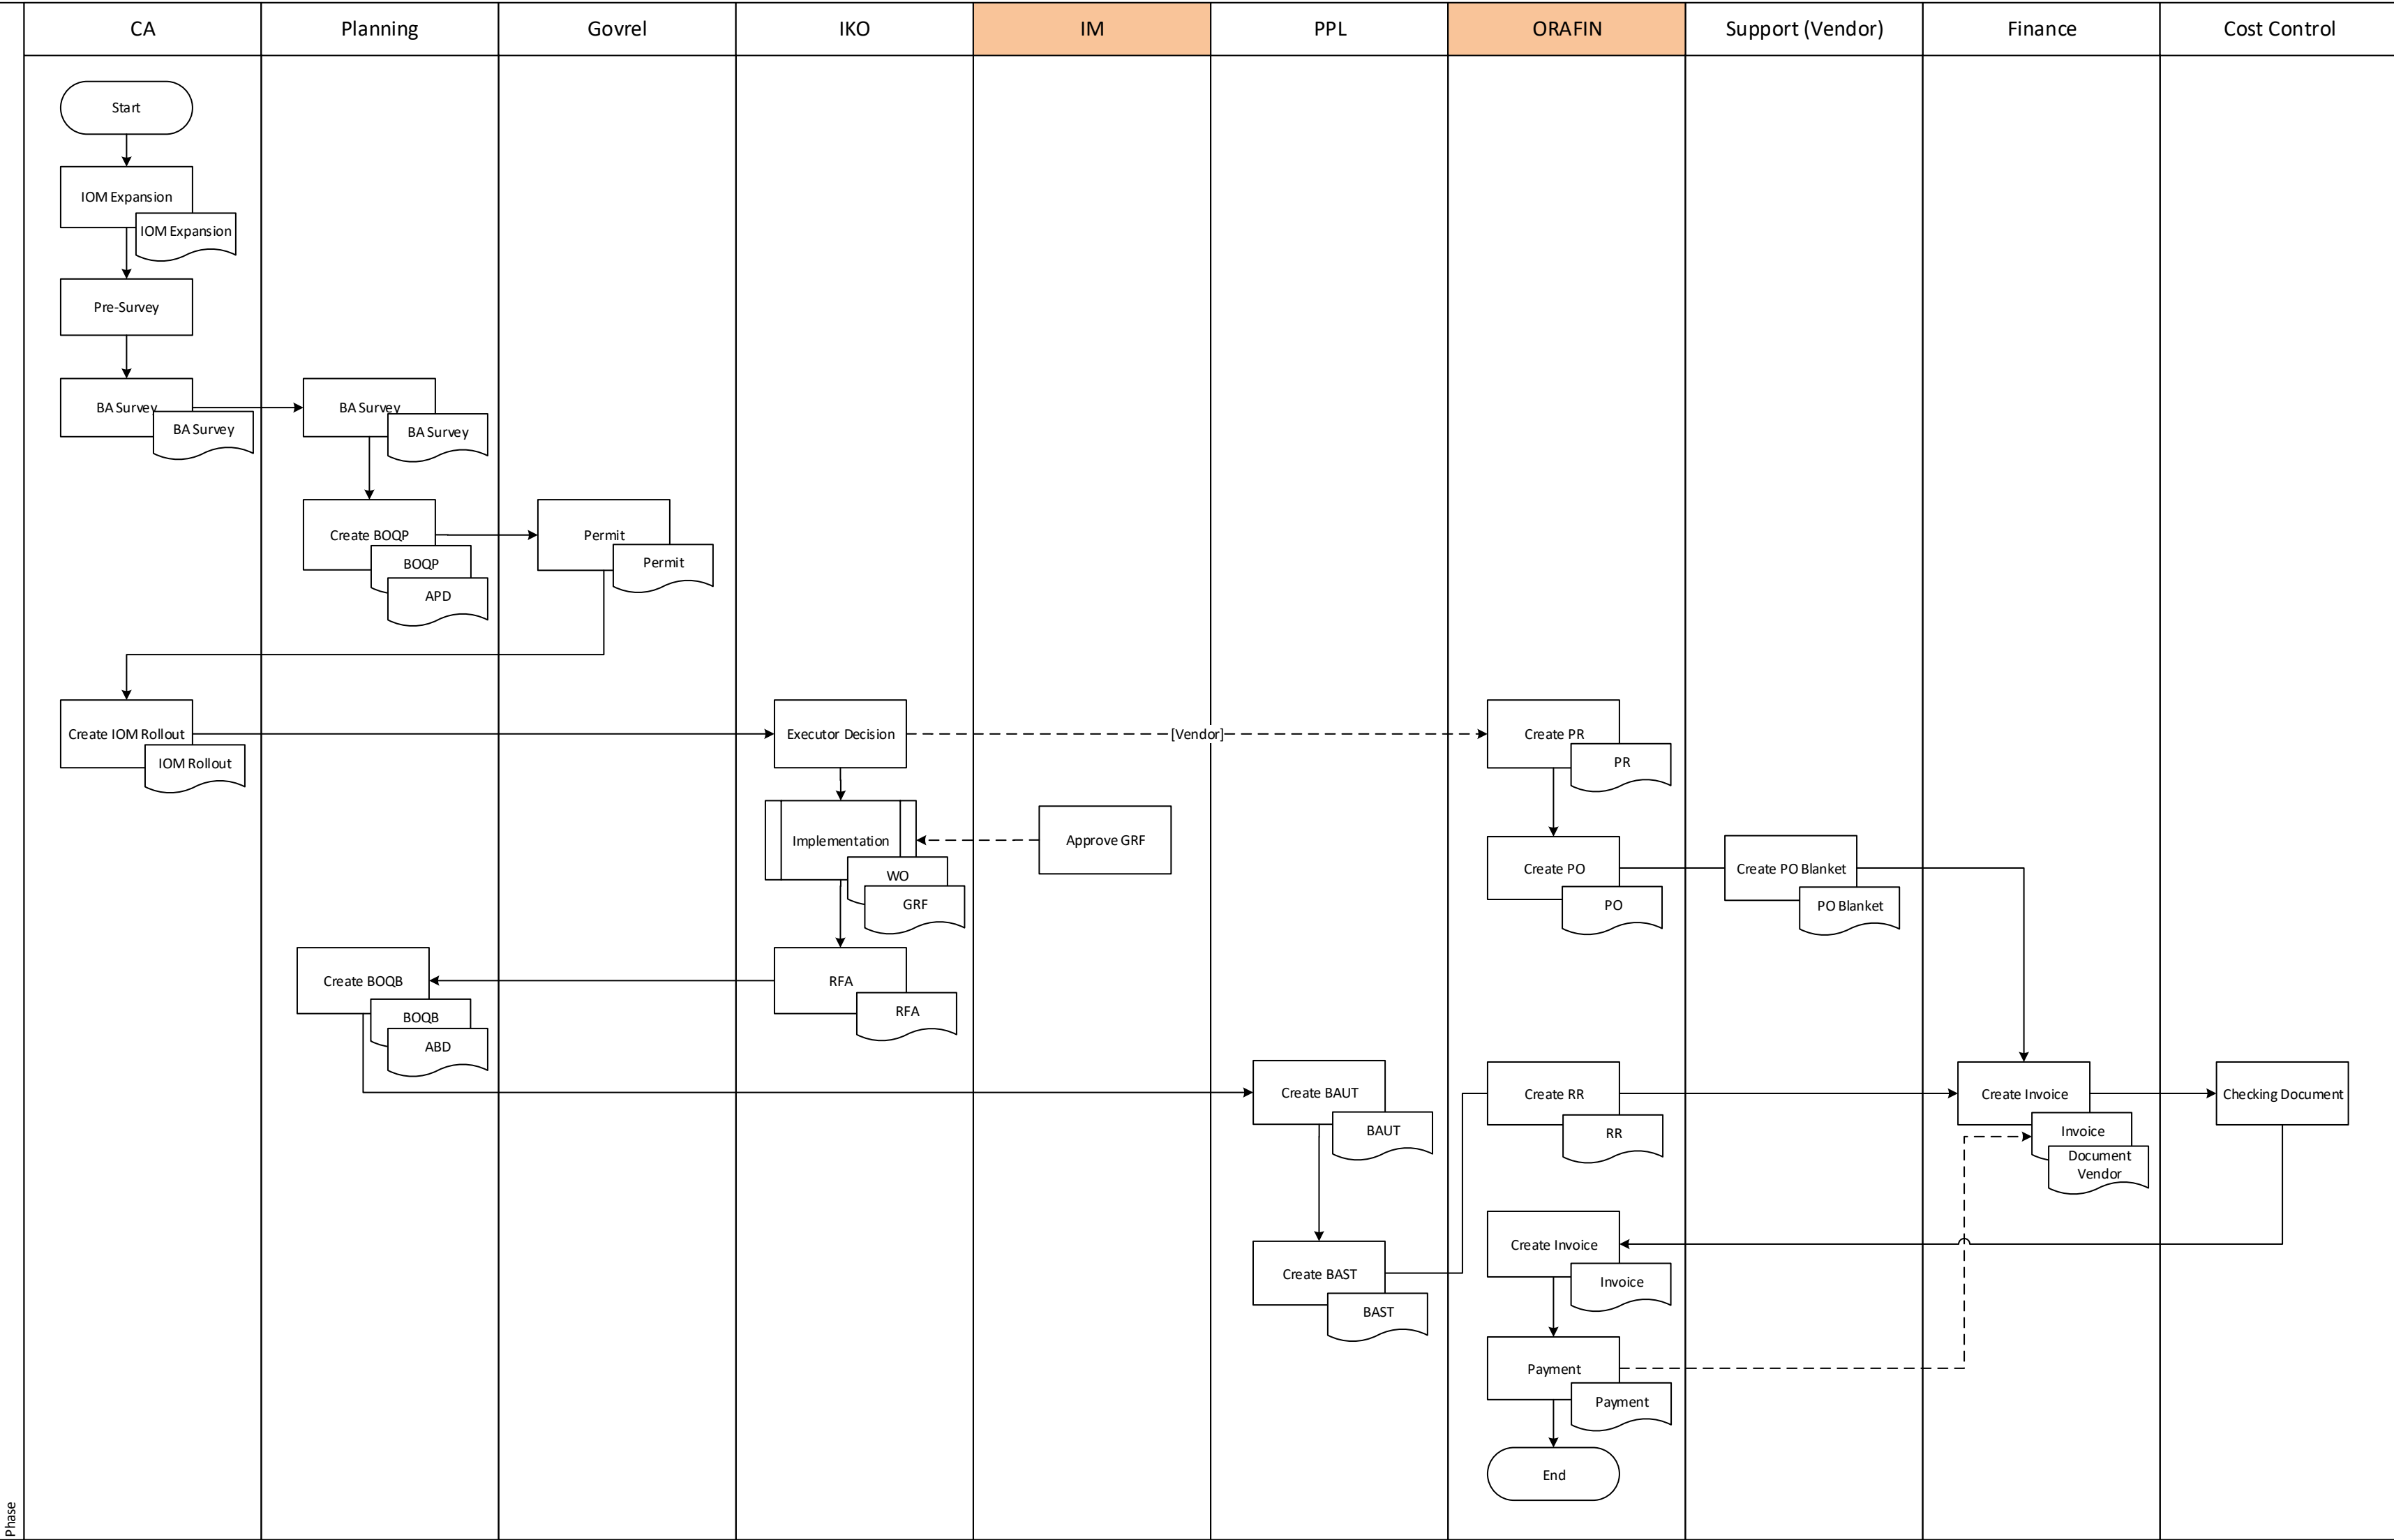 CA
Planning
Govrel
IKO
IM
PPL
ORAFIN
Support (Vendor)
Finance
Cost Control
Start
IOM Expansion
IOM Expansion
Pre-Survey
BA Survey
BA Survey
BA Survey
BA Survey
Create BOQP
BOQP
APD
Permit
Permit
Create IOM Rollout
IOM Rollout
Executor Decision
[Vendor]
Create PR
PR
Implementation
WO
GRF
Approve GRF
Create PO
PO
Create PO Blanket
PO Blanket
Create BOQB
BOQB
ABD
RFA
RFA
Create BAUT
BAUT
Create RR
RR
Create Invoice
Invoice
Document
Vendor
Checking Document
Create BAST
BAST
Create Invoice
Invoice
Payment
Payment
End
Phase